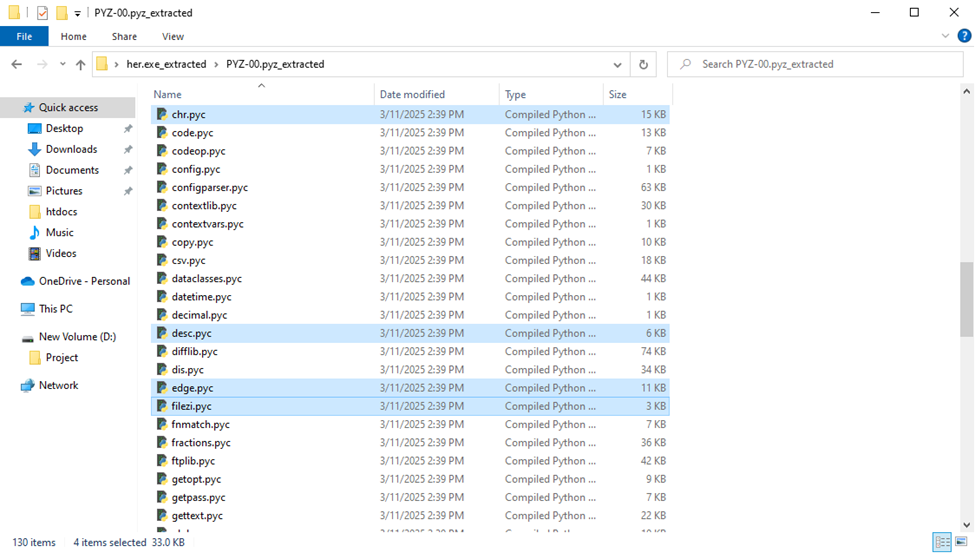 PYZ-00.pyz_extracted
File Home Share View
her.exe_extracted PYZ-00.pyz_extracted Search PYZ-00.pyz_extracted
Quick access
Desktop
Downloads
Documents
Pictures
htdocs
Music
Videos
OneDrive - Personal
This PC
New Volume (D:)
Project
Network
Name Date modified Type Size
chr.pyc 3/11/2025 2:39 PM Compiled Python ... 15 KB
code.pyc 3/11/2025 2:39 PM Compiled Python ... 13 KB
codeop.pyc 3/11/2025 2:39 PM Compiled Python ... 7 KB
config.pyc 3/11/2025 2:39 PM Compiled Python ... 1 KB
configparser.pyc 3/11/2025 2:39 PM Compiled Python ... 63 KB
contextlib.pyc 3/11/2025 2:39 PM Compiled Python ... 30 KB
contextvars.pyc 3/11/2025 2:39 PM Compiled Python ... 1 KB
copy.pyc 3/11/2025 2:39 PM Compiled Python ... 10 KB
csv.pyc 3/11/2025 2:39 PM Compiled Python ... 18 KB
dataclasses.pyc 3/11/2025 2:39 PM Compiled Python ... 44 KB
datetime.pyc 3/11/2025 2:39 PM Compiled Python ... 1 KB
decimal.pyc 3/11/2025 2:39 PM Compiled Python ... 1 KB
desc.pyc 3/11/2025 2:39 PM Compiled Python ... 6 KB
difflib.pyc 3/11/2025 2:39 PM Compiled Python ... 74 KB
dis.pyc 3/11/2025 2:39 PM Compiled Python ... 34 KB
edge.pyc 3/11/2025 2:39 PM Compiled Python ... 11 KB
filezi.pyc 3/11/2025 2:39 PM Compiled Python ... 3 KB
fnmatch.pyc 3/11/2025 2:39 PM Compiled Python ... 7 KB
fractions.pyc 3/11/2025 2:39 PM Compiled Python ... 36 KB
ftplib.pyc 3/11/2025 2:39 PM Compiled Python ... 42 KB
getopt.pyc 3/11/2025 2:39 PM Compiled Python ... 9 KB
getpass.pyc 3/11/2025 2:39 PM Compiled Python ... 7 KB
gettext.pyc 3/11/2025 2:39 PM Compiled Python ... 22 KB
130 items 4 items selected 33.0 KB